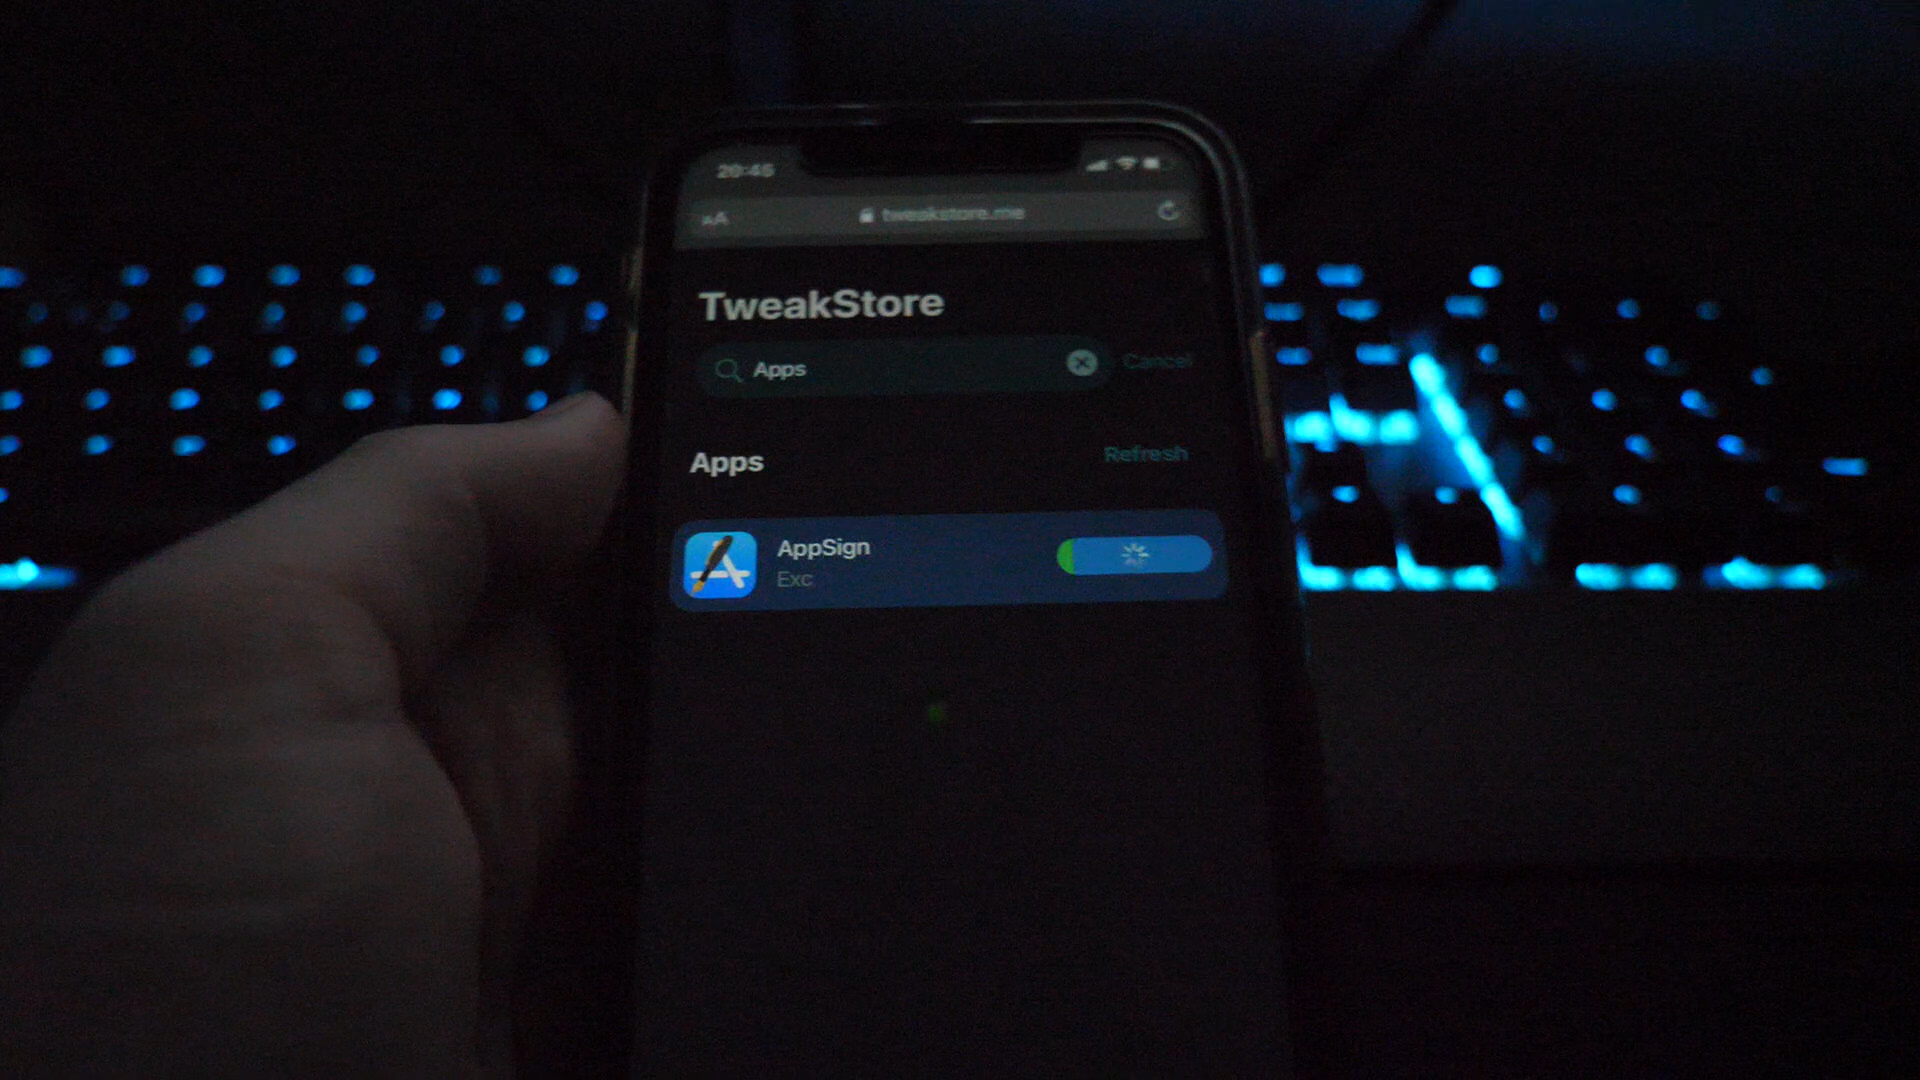 20:45
AA tweakstore.me
TweakStore
Apps Cancel
Apps Refresh
AppSign
Exc